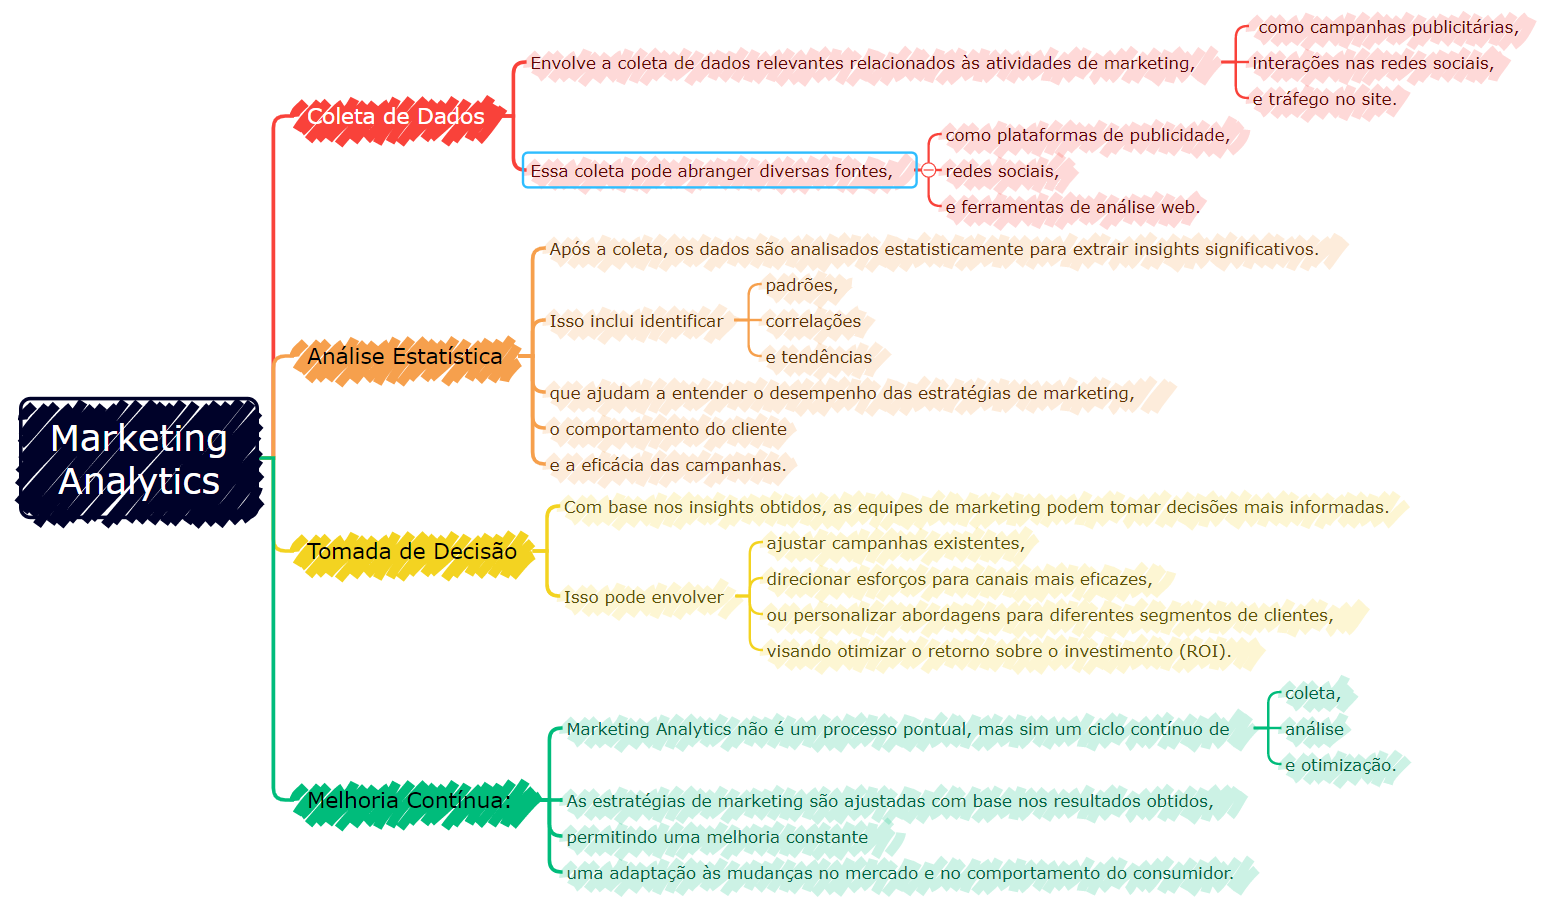 Marketing
Analytics
Coleta de Dados
Envolve a coleta de dados relevantes relacionados às atividades de marketing,
como campanhas publicitárias,
interações nas redes sociais,
e tráfego no site.
Essa coleta pode abranger diversas fontes,
como plataformas de publicidade,
redes sociais,
e ferramentas de análise web.
Análise Estatística
Após a coleta, os dados são analisados estatisticamente para extrair insights significativos.
Isso inclui identificar
padrões,
correlações
e tendências
que ajudam a entender o desempenho das estratégias de marketing,
o comportamento do cliente
e a eficácia das campanhas.
Tomada de Decisão
Com base nos insights obtidos, as equipes de marketing podem tomar decisões mais informadas.
Isso pode envolver
ajustar campanhas existentes,
direcionar esforços para canais mais eficazes,
ou personalizar abordagens para diferentes segmentos de clientes,
visando otimizar o retorno sobre o investimento (ROI).
Melhoria Contínua:
Marketing Analytics não é um processo pontual, mas sim um ciclo contínuo de
coleta,
análise
e otimização.
As estratégias de marketing são ajustadas com base nos resultados obtidos,
permitindo uma melhoria constante
uma adaptação às mudanças no mercado e no comportamento do consumidor.